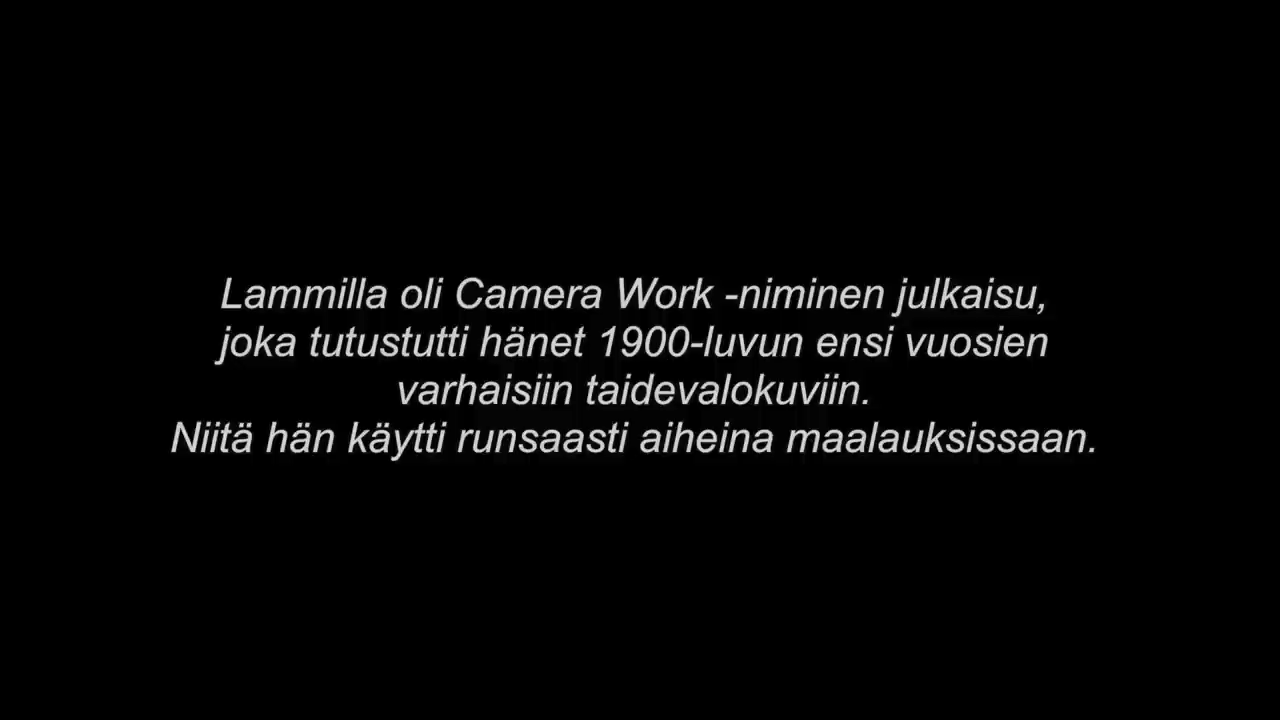 Lammilla oli Camera Work -niminen julkaisu,
joka tutustutti hänet 1900-luvun ensi vuosien
varhaisiin taidevalokuviin.
Niitä hän käytti runsaasti aiheina maalauksissaan.